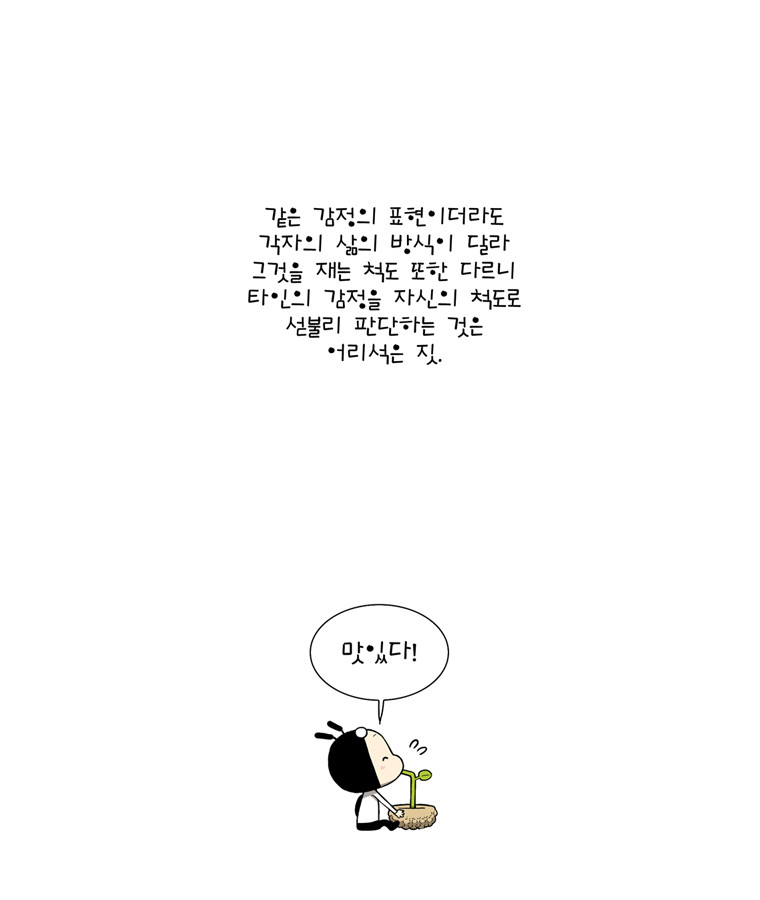 같은 감정의 표현이더라도
각자의 삶의 방식이 달라
그것을 재는 척도 또한 다르니
타인의 감정을 자신의 척도로
섣불리 판단하는 것은
어리석은 짓.
맛있다!